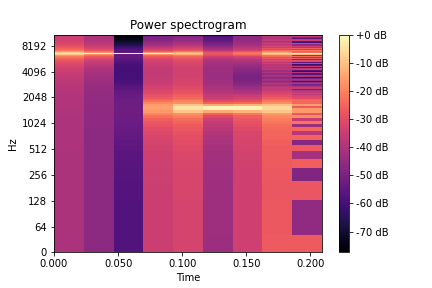 Power spectrogram
8192
4096
2048
1024
512
256
128
64
0
Hz
0.000 0.050 0.100 0.150 0.200
Time
+0 dB
-10 dB
-20 dB
-30 dB
-40 dB
-50 dB
-60 dB
-70 dB